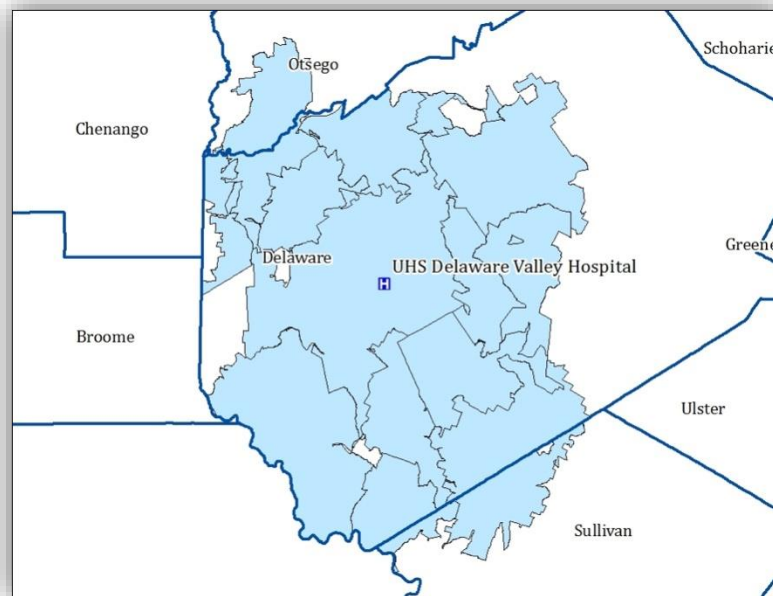 Schoharie
Otsego
Chenango
Greene
Delaware
UHS Delaware Valley Hospital
H
Broome
Ulster
Sullivan